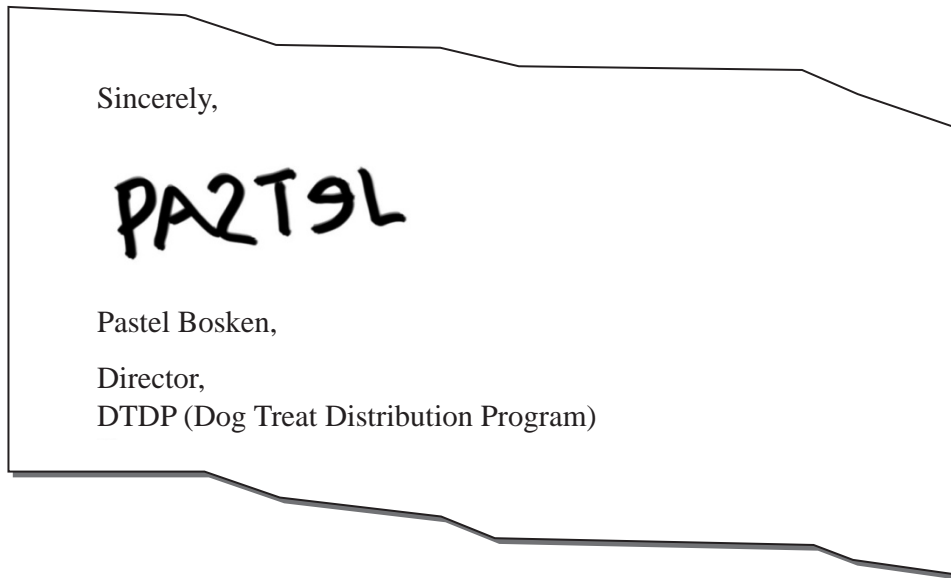 Sincerely,
PA2T9L
Pastel Bosken,
Director,
DTDP (Dog Treat Distribution Program)